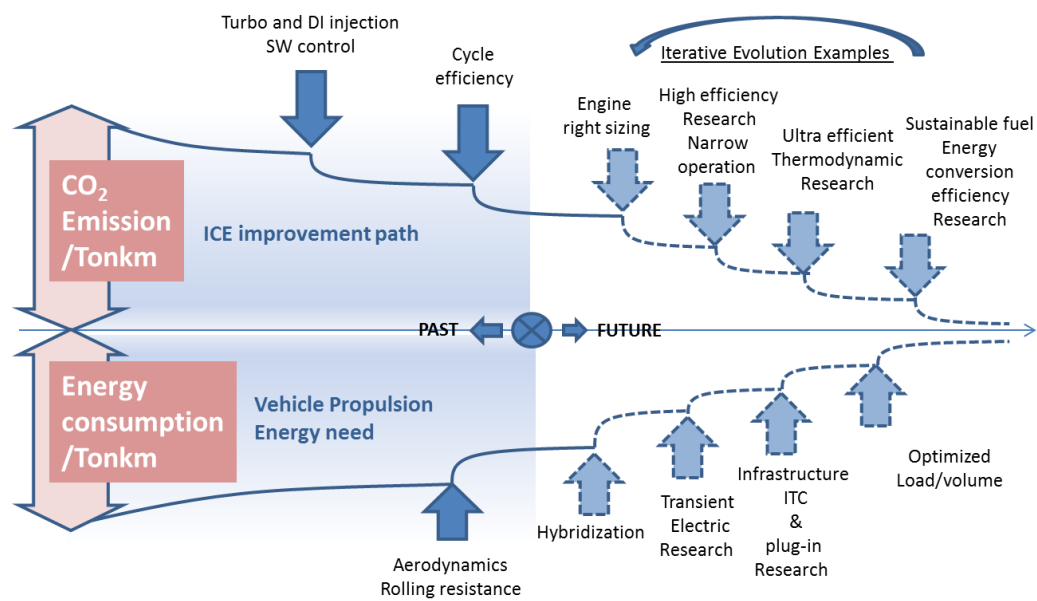 Turbo and DI injection
SW control
Cycle
efficiency
Iterative Evolution Examples
Engine
right sizing
High efficiency
Research
Narrow
operation
Ultra efficient
Thermodynamic
Research
Sustainable fuel
Energy
conversion
efficiency
Research
CO2
Emission
/Tonkm
ICE improvement path
PAST
FUTURE
Energy
consumption
/Tonkm
Vehicle Propulsion
Energy need
Aerodynamics
Rolling resistance
Hybridization
Transient
Electric
Research
Infrastructure
ITC
&
plug-in
Research
Optimized
Load/volume